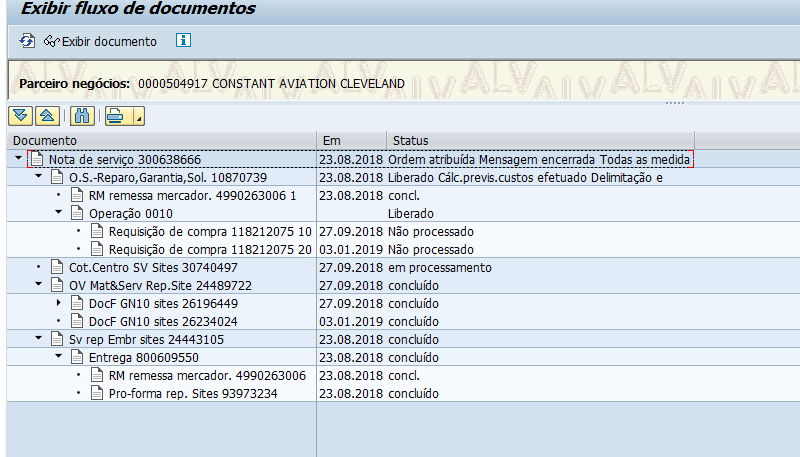 Exibir fluxo de documentos
Exibir documento
Parceiro negócios: 0000504917 CONSTANT AVIATION CLEVELAND
Documento Em Status
Nota de serviço 300638666 23.08.2018 Ordem atribuída Mensagem encerrada Todas as medida
O.S.-Reparo,Garantia,Sol. 10870739 23.08.2018 Liberado Cálc.previs.custos efetuado Delimitação e
RM remessa mercador. 4990263006 1 23.08.2018 concl.
Operação 0010 Liberado
Requisição de compra 118212075 10 27.09.2018 Não processado
Requisição de compra 118212075 20 03.01.2019 Não processado
Cot.Centro SV Sites 30740497 27.09.2018 em processamento
OV Mat&Serv Rep.Site 24489722 27.09.2018 concluído
DocF GN10 sites 26196449 27.09.2018 concluído
DocF GN10 sites 26234024 03.01.2019 concluído
Sv rep Embr sites 24443105 23.08.2018 concluído
Entrega 800609550 23.08.2018 concluído
RM remessa mercador. 4990263006 23.08.2018 concl.
Pro-forma rep. Sites 93973234 23.08.2018 concluído